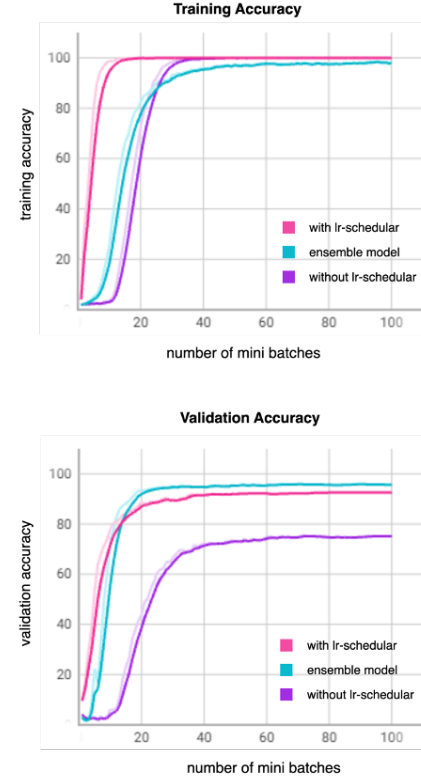 Training Accuracy
100
80
60
40
20
training accuracy
with lr-schedular
ensemble model
without lr-schedular
20 40 60 80 100
number of mini batches
Validation Accuracy
100
80
60
40
20
validation accuracy
with lr-schedular
ensemble model
without lr-schedular
20 40 60 80 100
number of mini batches